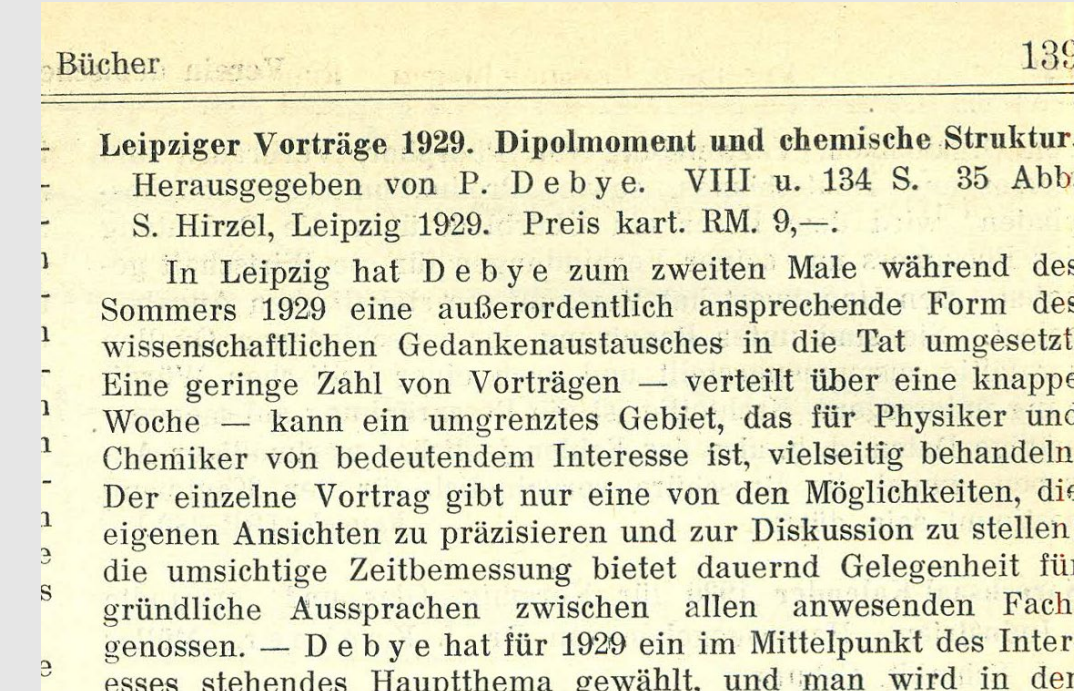 Bücher 139
Leipziger Vorträge 1929. Dipolmoment und chemische Struktur.
Herausgegeben von P. Debye. VIII u. 134 S. 35 Abb
S. Hirzel, Leipzig 1929. Preis kart. RM. 9,—.
In Leipzig hat Debye zum zweiten Male während des
Sommers 1929 eine außerordentlich ansprechende Form des
wissenschaftlichen Gedankenaustausches in die Tat umgesetzt
Eine geringe Zahl von Vorträgen — verteilt über eine knappe
Woche — kann ein umgrenztes Gebiet, das für Physiker und
Chemiker von bedeutendem Interesse ist, vielseitig behandeln
Der einzelne Vortrag gibt nur eine von den Möglichkeiten, die
eigenen Ansichten zu präzisieren und zur Diskussion zu stellen
die umsichtige Zeitbemessung bietet dauernd Gelegenheit für
gründliche Aussprachen zwischen allen anwesenden Fach
genossen. — Debye hat für 1929 ein im Mittelpunkt des Inter
esses stehendes Hauptthema gewählt, und man wird in der